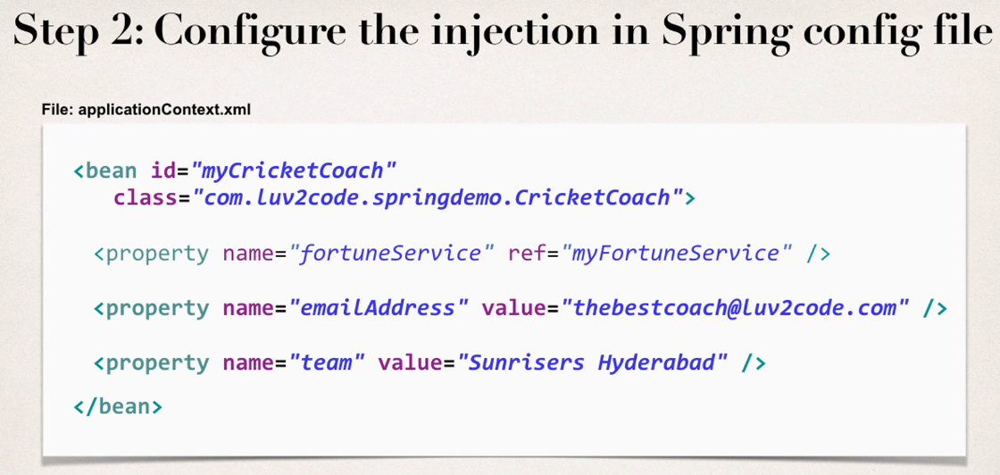 Step 2: Configure the injection in Spring config file
File: applicationContext.xml
<bean id="myCricketCoach"
class="com.luv2code.springdemo.CricketCoach">
<property name="fortuneService" ref="myFortuneService" />
<property name="emailAddress" value="thebestcoach@luv2code.com" />
<property name="team" value="Sunrisers Hyderabad" />
</bean>